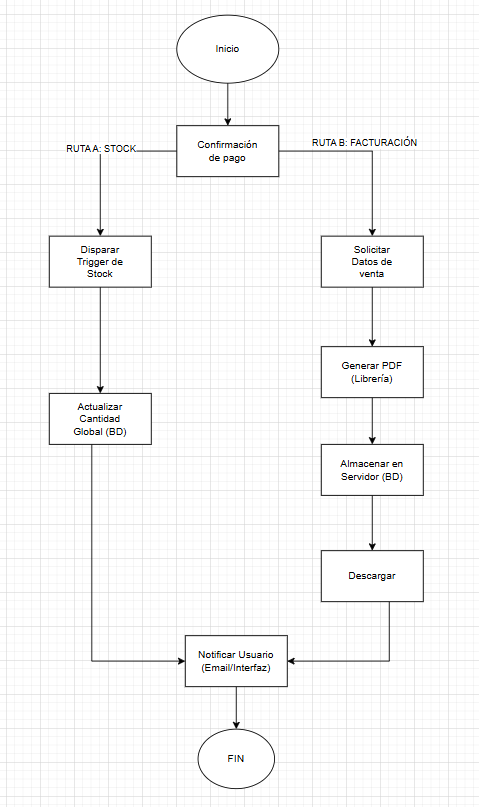 Inicio
Confirmación
de pago
RUTA A: STOCK
RUTA B: FACTURACIÓN
Disparar
Trigger de
Stock
Solicitar
Datos de
venta
Generar PDF
(Librería)
Actualizar
Cantidad
Global (BD)
Almacenar en
Servidor (BD)
Descargar
Notificar Usuario
(Email/Interfaz)
FIN